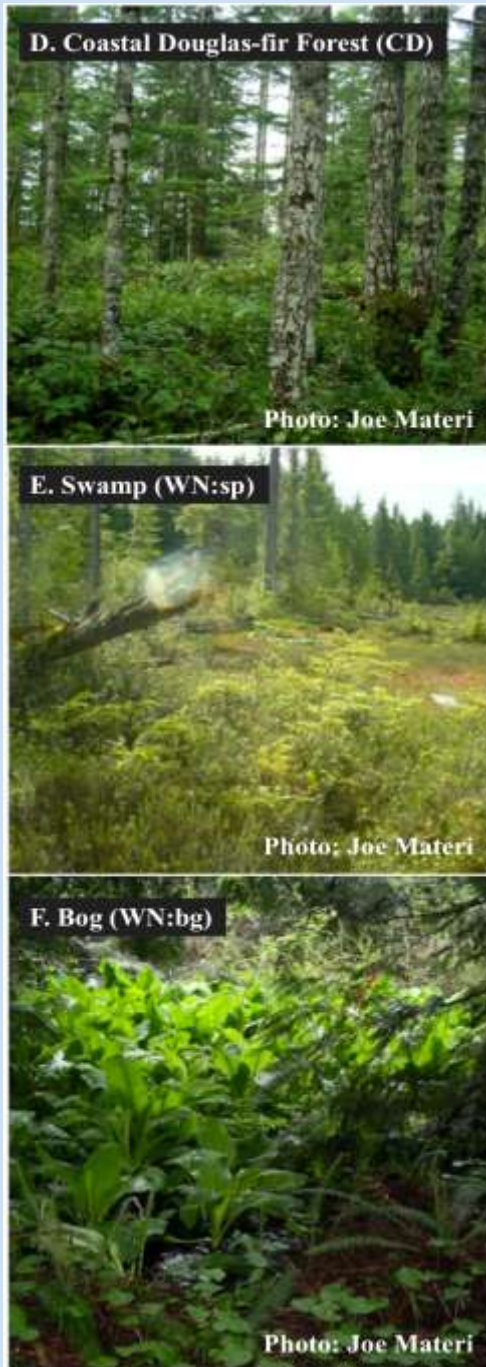 D. Coastal Douglas-fir Forest (CD)
Photo: Joe Materi
E. Swamp (WN:sp)
Photo: Joe Materi
F. Bog (WN:bg)
Photo: Joe Materi